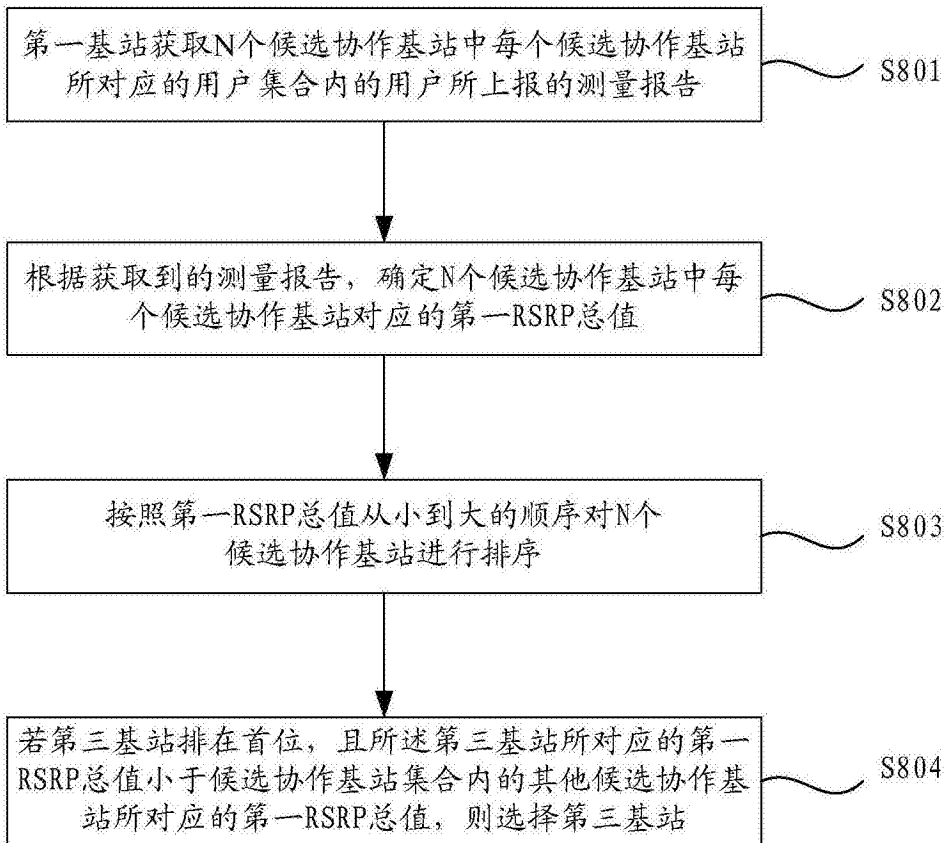 第一基站获取N个候选协作基站中每个候选协作基站
所对应的用户集合内的用户所上报的测量报告
S801
根据获取到的测量报告，确定N个候选协作基站中每
个候选协作基站对应的第一RSRP总值
S802
按照第一RSRP总值从小到大的顺序对N个
候选协作基站进行排序
S803
若第三基站排在首位，且所述第三基站所对应的第一
RSRP总值小于候选协作基站集合内的其他候选协作基
站所对应的第一RSRP总值，则选择第三基站
S804